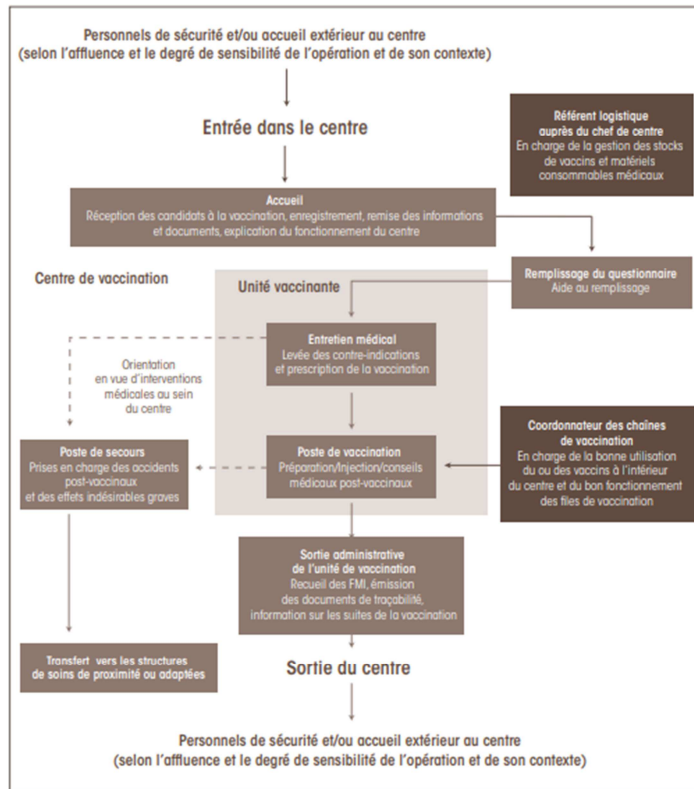 Personnels de sécurité et/ou accueil extérieur au centre
(selon l'affluence et le degré de sensibilité de l'opération et de son contexte)
Entrée dans le centre
Référent logistique
auprès du chef de centre
En charge de la gestion des stocks
de vaccins et matériels
consommables médicaux
Accueil
Réception des candidats à la vaccination, enregistrement, remise des informations
et documents, explication du fonctionnement du centre
Centre de vaccination
Unité vaccinante
Remplissage du questionnaire
Aide au remplissage
Entretien médical
Levée des contre-indications
et prescription de la vaccination
Orientation
en vue d'interventions
médicales au sein
du centre
Coordonnateur des chaînes
de vaccination
En charge de la bonne utilisation
du ou des vaccins à l'intérieur
du centre et du bon fonctionnement
des files de vaccination
Poste de secours
Prises en charge des accidents
post-vaccinaux
et des effets indésirables graves
Poste de vaccination
Préparation/Injection/conseils
médicaux post-vaccinaux
Sortie administrative
de l'unité de vaccination
Recueil des FMI, émission
des documents de traçabilité,
information sur les suites de la vaccination
Transfert vers les structures
de soins de proximité ou adaptées
Sortie du centre
Personnels de sécurité et/ou accueil extérieur au centre
(selon l'affluence et le degré de sensibilité de l'opération et de son contexte)